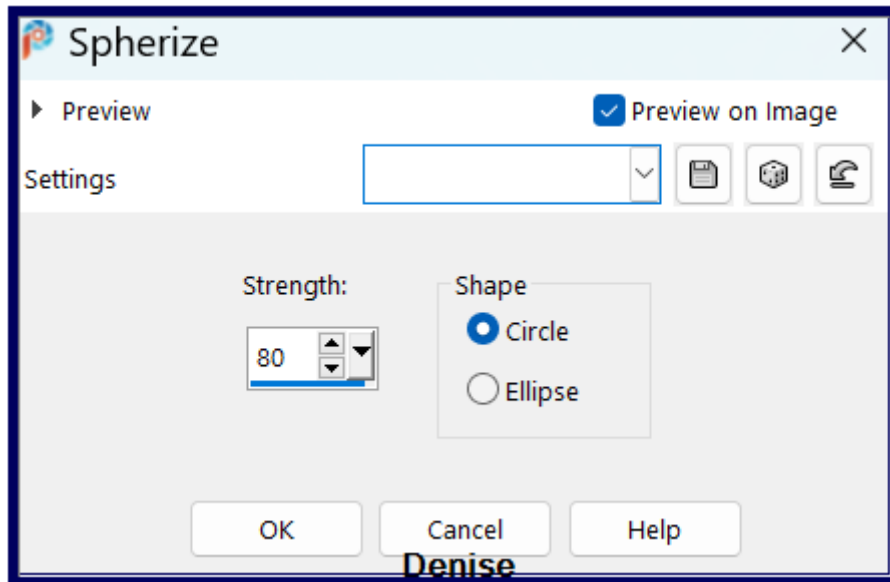 Spherize
Preview
Preview on Image
Settings
Strength:
80
Shape
Circle
Ellipse
OK
Cancel
Help
Denise